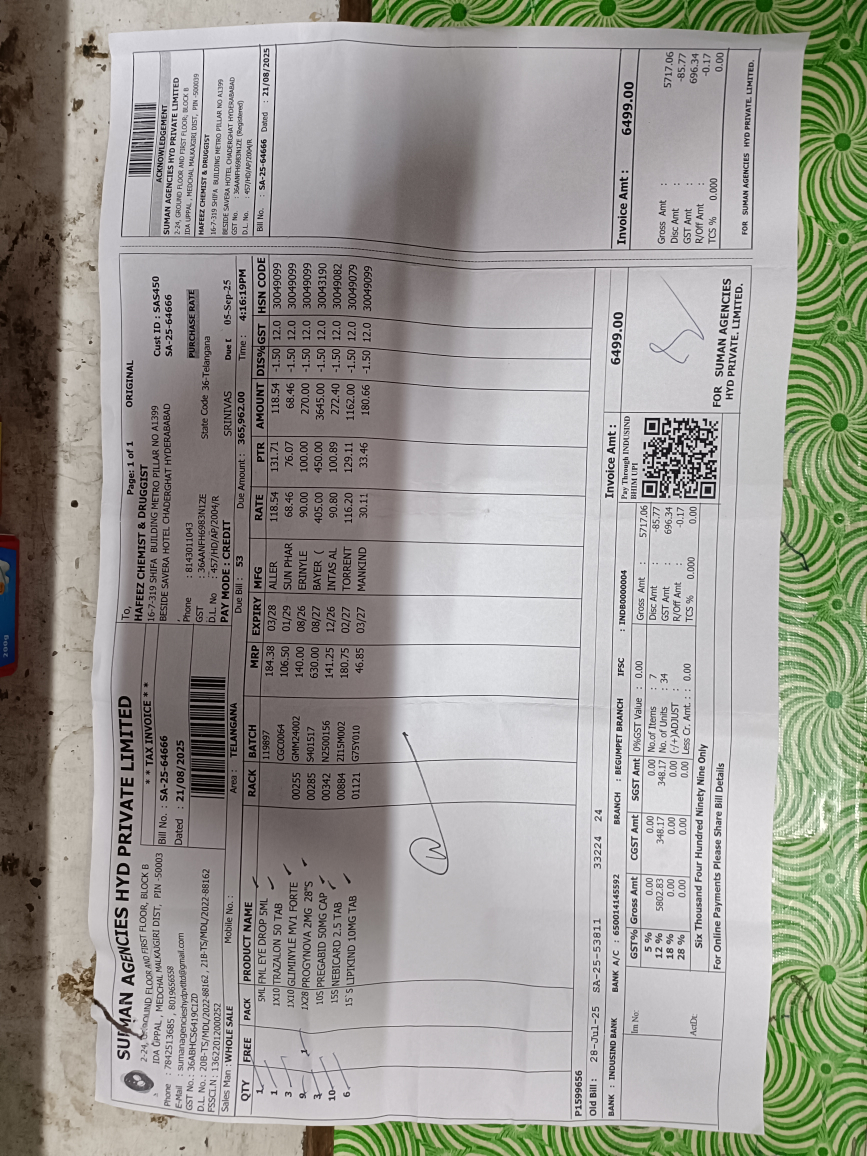 SUMAN AGENCIES HYD PRIVATE LIMITED
2-24, GROUND FLOOR AND FIRST FLOOR, BLOCK B
IDA UPPAL, MEDCHAL MALKAJGIRI DIST, PIN -50003
Phone : 7842513685, 8019656558
E-Mail : sumanagencieshydpvtltd@gmail.com
GST No. : 36ABHCS6419C1ZD
D.L. No. : 20B-TS/MDL/2022-88162 , 21B-TS/MDL/2022-88162
FSSCI.N : 13622012000252
Sales Man : WHOLE SALE Mobile No. : Area : TELANGANA
* * TAX INVOICE * *
Bill No. : SA-25-64666
Dated : 21/08/2025
Page: 1 of 1 ORIGINAL
To,
HAFEEZ CHEMIST & DRUGGIST
16-7-319 SHIFA BUILDING METRO PILLAR NO A1399
BESIDE SAVERA HOTEL CHADERGHAT HYDERABABAD
Cust ID : SAS450
SA-25-64666
Phone : 8143011043 PURCHASE RATE
GST : 36AANFH6983N1ZE State Code 36-Telangana
D.L. No. : 457/HD/AP/2004/R
PAY MODE : CREDIT SRINIVAS Due t 05-Sep-25
Due Bill : 53 Due Amount : 365,962.00 Time : 4:16:19PM
QTY FREE PACK PRODUCT NAME RACK BATCH MRP EXPIRY MFG RATE PTR AMOUNT DIS% GST HSN CODE
1 5ML FML EYE DROP 5ML 119897 184.38 03/28 ALLER 118.54 131.71 118.54 -1.50 12.0 30049099
1 1X10 TRAZALON 50 TAB CGC0064 106.50 01/29 SUN PHAR 68.46 76.07 68.46 -1.50 12.0 30049099
3 1X10 GLIMINYLE MV1 FORTE 00255 GMM24002 140.00 08/26 ERINYLE 90.00 100.00 270.00 -1.50 12.0 30049099
9 1 1X28 PROGYNOVA 2MG 28"S 00285 S401517 630.00 08/27 BAYER ( 405.00 450.00 3645.00 -1.50 12.0 30043190
3 10S PREGABID 50MG CAP 00342 N2500156 141.25 12/26 INTAS AL 90.80 100.89 272.40 -1.50 12.0 30049082
10 15S NEBICARD 2.5 TAB 00884 2I15M002 180.75 02/27 TORRENT 116.20 129.11 1162.00 -1.50 12.0 30049079
6 15`S LIPIKIND 10MG TAB 01121 G75Y010 46.85 03/27 MANKIND 30.11 33.46 180.66 -1.50 12.0 30049099
P1599656
Old Bill : 28-Jul-25 SA-25-53811 33224 24
BANK : INDUSIND BANK BANK A/C : 650014145592 BRANCH : BEGUMPET BRANCH IFSC : INDB0000004
GST% Gross Amt CGST Amt SGST Amt
5 % 0.00 0.00 0.00
12 % 5802.83 348.17 348.17
18 % 0.00 0.00 0.00
28 % 0.00 0.00 0.00
0%GST Value : 0.00
No.of Items : 7
No. of Units : 34
(-/+)ADJUST :
Less Cr. Amt. : 0.00
Gross Amt : 5717.06
Disc Amt : -85.77
GST Amt : 696.34
R/Off Amt : -0.17
TCS % 0.000 0.00
Six Thousand Four Hundred Ninety Nine Only
For Online Payments Please Share Bill Details
Invoice Amt : 6499.00
Pay Through INDUSIND
BHIM UPI
FOR SUMAN AGENCIES
HYD PRIVATE LIMITED.
ACKNOWLEDGEMENT
SUMAN AGENCIES HYD PRIVATE LIMITED
2-24, GROUND FLOOR AND FIRST FLOOR, BLOCK B
IDA UPPAL, MEDCHAL MALKAJGIRI DIST, PIN -500039
HAFEEZ CHEMIST & DRUGGIST
16-7-319 SHIFA BUILDING METRO PILLAR NO A1399
BESIDE SAVERA HOTEL CHADERGHAT HYDERABABAD
GST No. : 36AANFH6983N1ZE (Registered)
D.L. No. : 457/HD/AP/2004/R
Bill No. : SA-25-64666 Dated : 21/08/2025
Invoice Amt : 6499.00
Gross Amt : 5717.06
Disc Amt : -85.77
GST Amt : 696.34
R/Off Amt : -0.17
TCS % 0.000 0.00
FOR SUMAN AGENCIES HYD PRIVATE. LIMITED.
200g